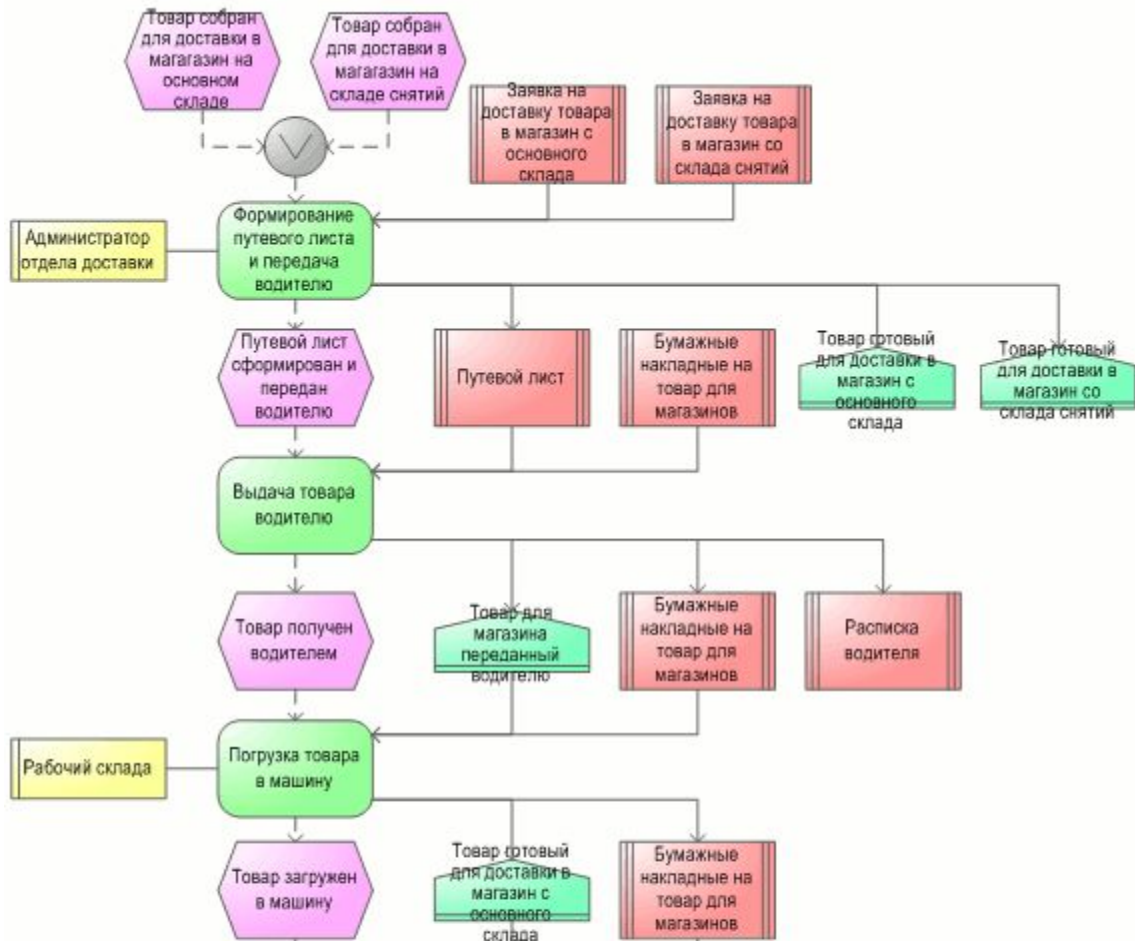 Товар собран
для доставки в
магагазин на
основном
складе
Товар собран
для доставки в
магагазин на
складе снятий
Заявка на
доставку товара
в магазин с
основного
склада
Заявка на
доставку товара
в магазин со
склада снятий
Администратор
отдела доставки
Формирование
путевого листа
и передача
водителю
Путевой лист
сформирован и
передан
водителю
Путевой лист
Бумажные
накладные на
товар для
магазинов
Товар готовый
для доставки в
магазин с
основного
склада
Товар готовый
для доставки в
магазин со
склада снятий
Выдача товара
водителю
Товар получен
водителем
Товар для
магазина
переданный
водителю
Бумажные
накладные на
товар для
магазинов
Расписка
водителя
Рабочий склада
Погрузка товара
в машину
Товар загружен
в машину
Товар готовый
для доставки в
магазин с
основного
склада
Бумажные
накладные на
товар для
магазинов